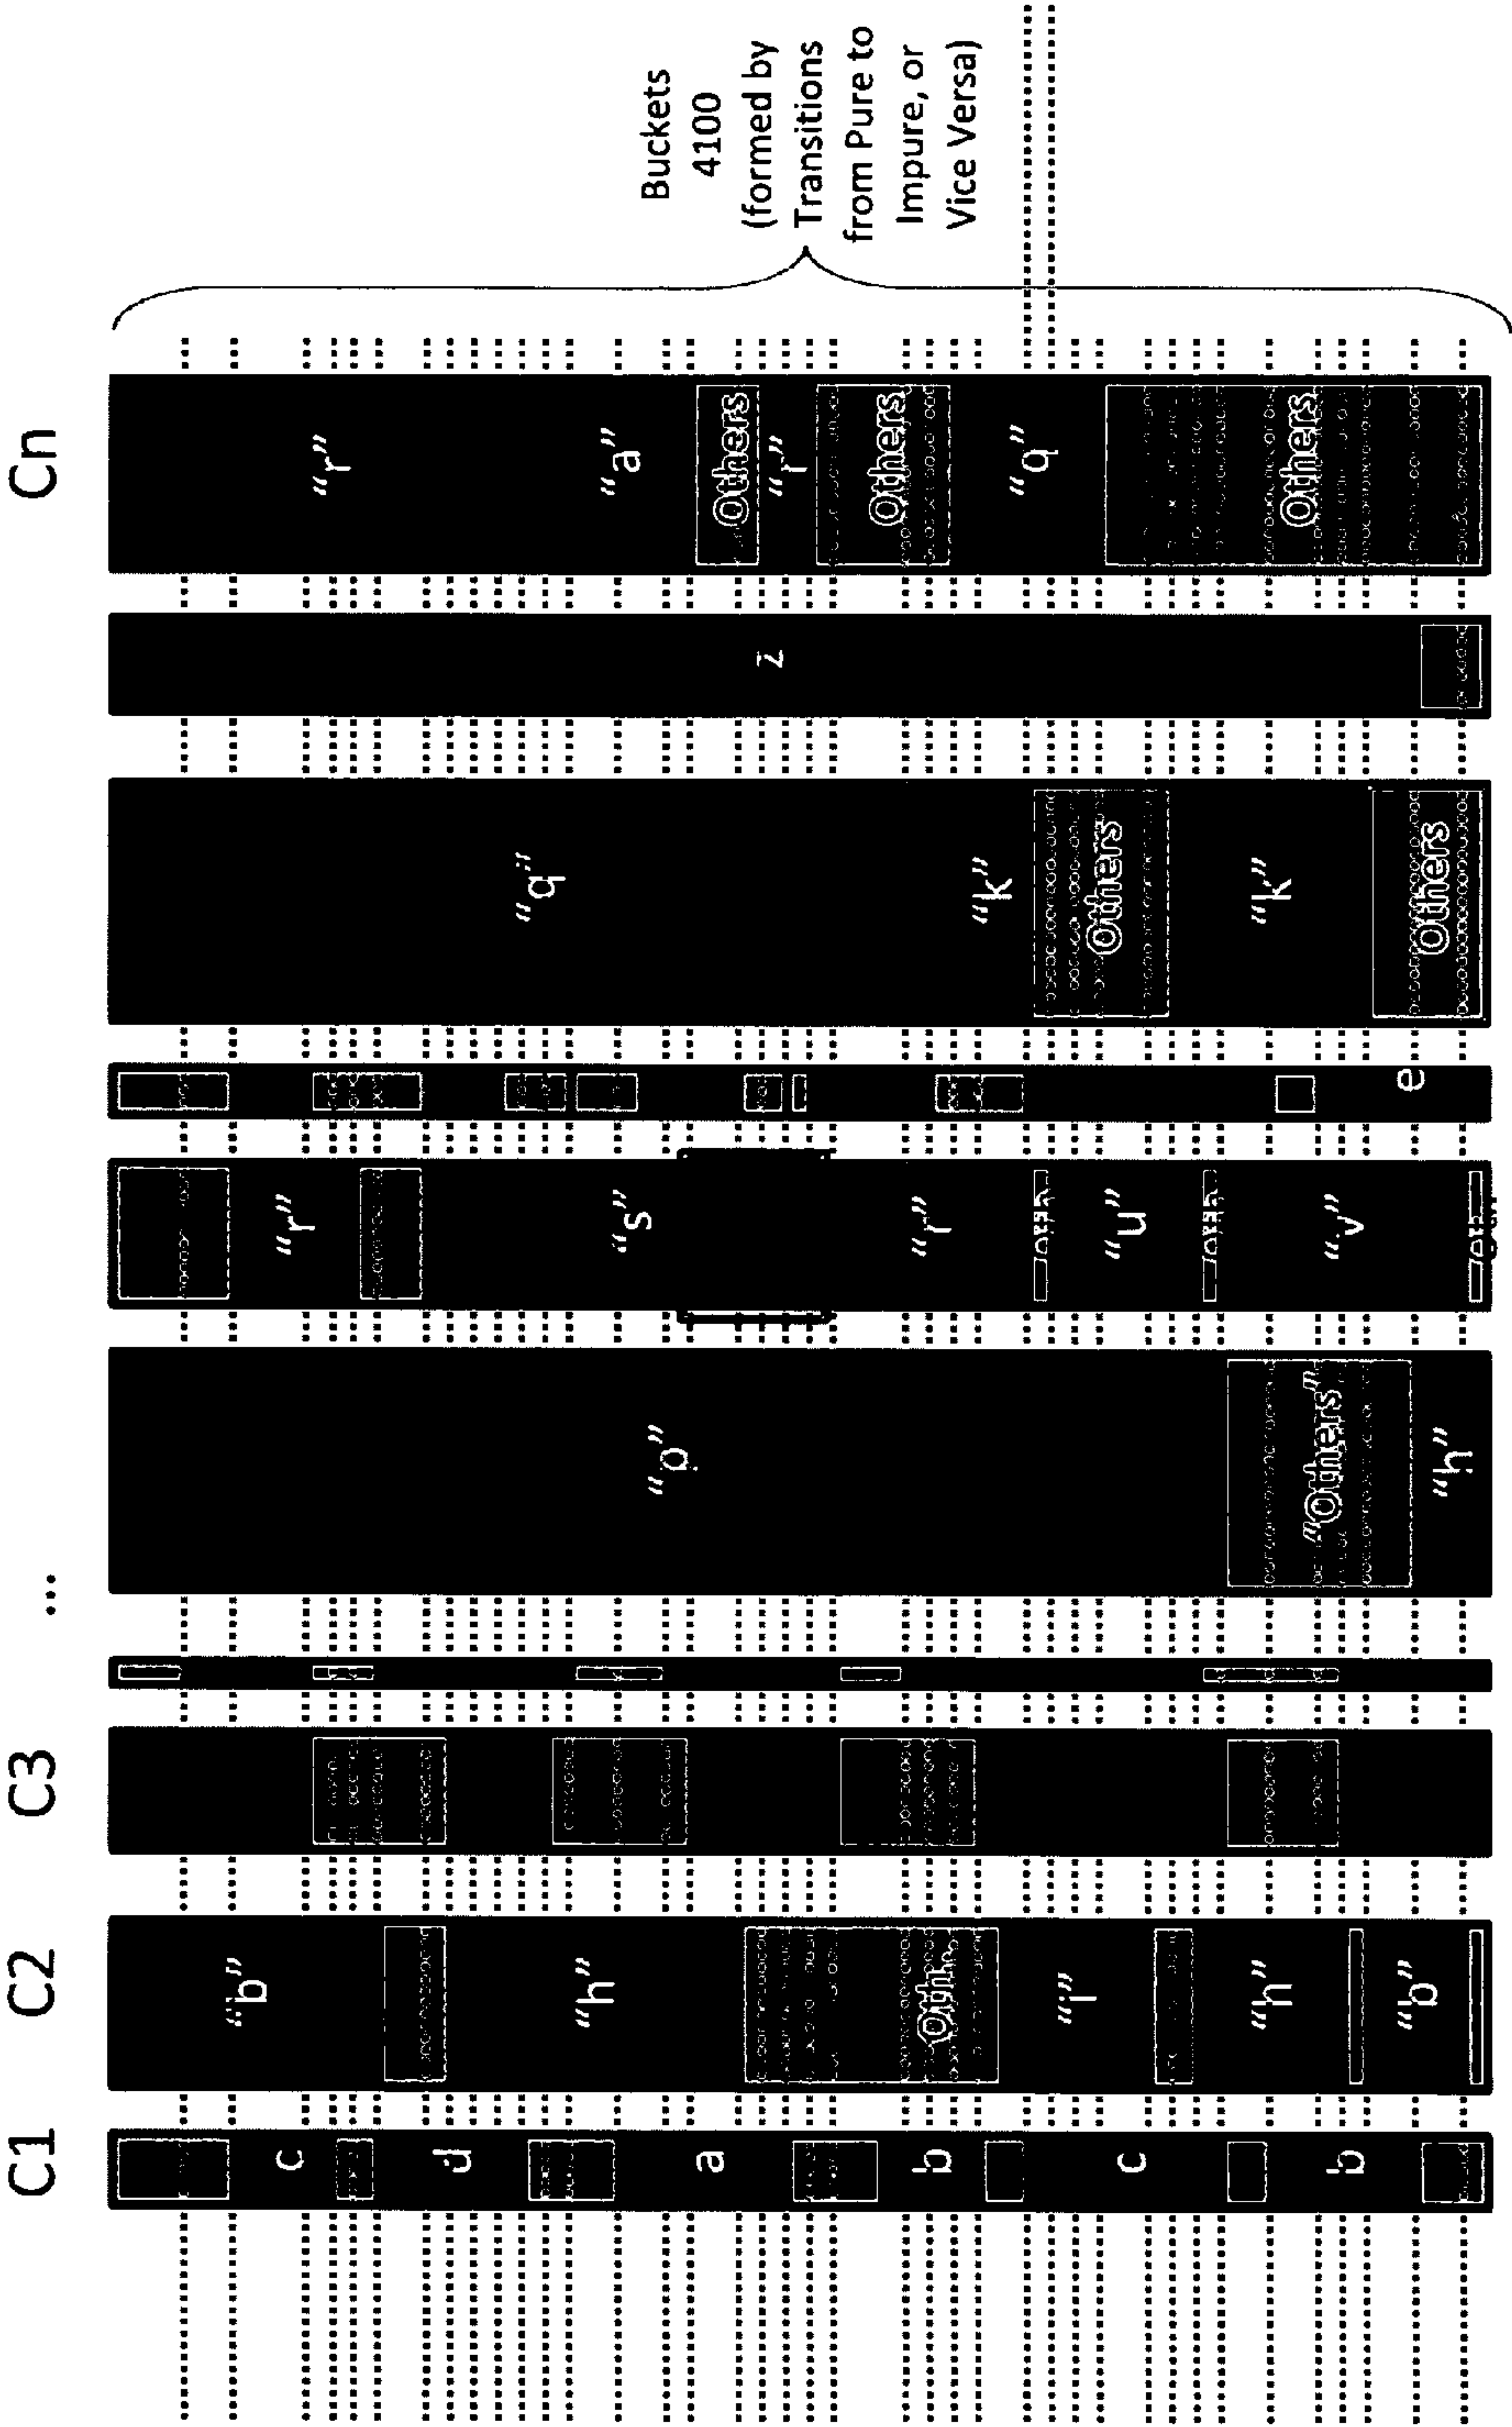 C1 C2 C3 ... Cn
c
d
a
b
c
b
“b”
“h”
Oth
“i”
“h”
“b”
“p”
“Others”
“h”
“r”
“s”
“r”
“u”
“v”
e
“q”
“k”
Others
“k”
Others
z
“r”
“a”
Others
“r”
Others
“q”
Others
Buckets
4100
(formed by
Transitions
from Pure to
Impure, or
Vice Versa)